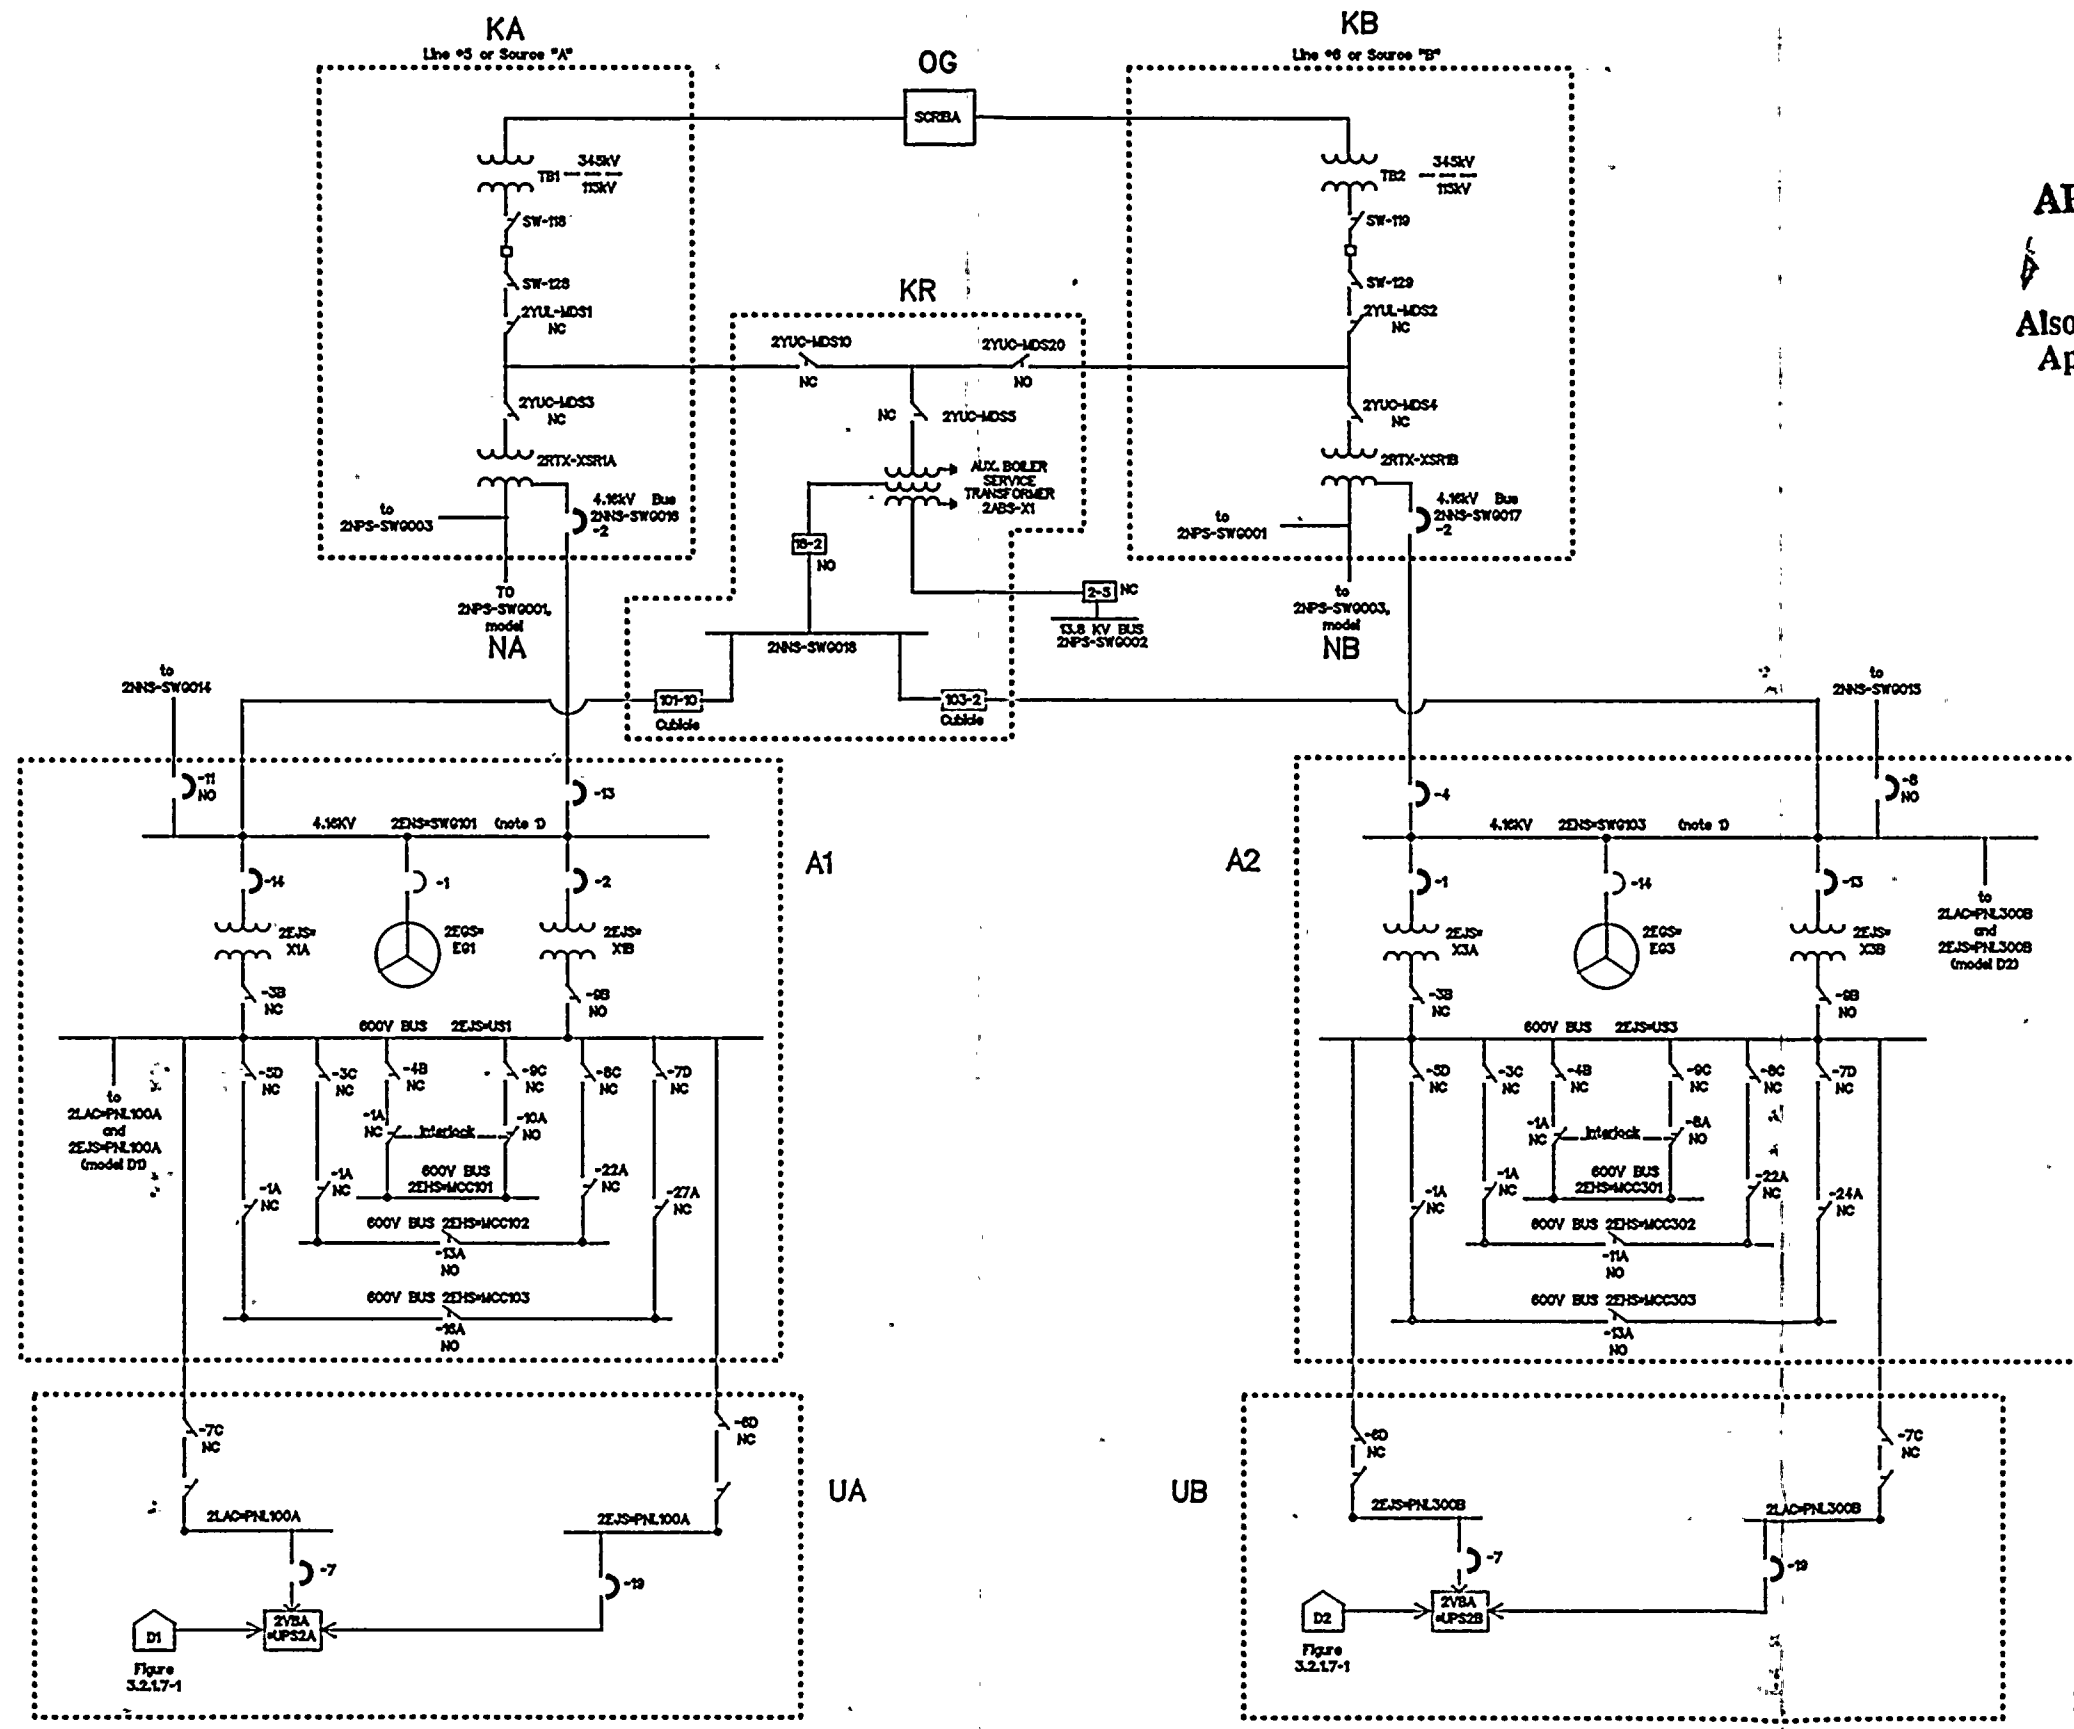 KA
Line #5 or Source "A"
OG
SCRIBA
KB
Line #6 or Source "B"
TB1
345kV
115kV
SW-118
SW-128
2YUL-MDS1
NC
2YUC-MDS3
NC
2RTX-XSR1A
4.16kV Bus
2NNS-SWG016
-2
to
2NPS-SWG003
TO
2NPS-SWG001,
model
NA
KR
2YUC-MDS10
NC
2YUC-MDS20
NO
NC
2YUC-MDS5
AUX. BOILER
SERVICE
TRANSFORMER
2ABS-X1
18-2
NO
2-5
NC
13.8 KV BUS
2NPS-SWG002
2NNS-SWG018
101-10
Cubicle
103-2
Cubicle
TB2
345kV
115kV
SW-119
SW-129
2YUL-MDS2
NC
2YUC-MDS4
NC
2RTX-XSR1B
4.16kV Bus
2NNS-SWG017
-2
to
2NPS-SWG001
to
2NPS-SWG003,
model
NB
Also
to
2NNS-SWG014
to
2NNS-SWG015
-11
NO
-13
4.16KV 2ENS=SWG101 (note 1)
A1
-14
-1
-2
2EJS=
X1A
2EGS=
EG1
2EJS=
X1B
-3B
NC
-9B
NO
600V BUS 2EJS=US1
to
2LAC=PNL100A
and
2EJS=PNL100A
(model D1)
-5D
NC
-3C
NC
-4B
NC
-9C
NC
-8C
NC
-7D
NC
-1A
NC
Interlock
-10A
NO
600V BUS
2EHS=MCC101
-1A
NC
-1A
NC
-22A
NC
-27A
NC
600V BUS 2EHS=MCC102
-13A
NO
600V BUS 2EHS=MCC103
-16A
NO
-4
-8
NO
4.16KV 2ENS=SWG103 (note 1)
A2
-1
-14
-13
2EJS=
X3A
2EGS=
EG3
2EJS=
X3B
to
2LAC=PNL300B
and
2EJS=PNL300B
(model D2)
-3B
NC
-9B
NO
600V BUS 2EJS=US3
-5D
NC
-3C
NC
-4B
NC
-9C
NC
-8C
NC
-7D
NC
-1A
NC
Interlock
-8A
NO
600V BUS
2EHS=MCC301
-1A
NC
-1A
NC
-22A
NC
-24A
NC
600V BUS 2EHS=MCC302
-11A
NO
600V BUS 2EHS=MCC303
-13A
NO
-7C
NC
-6D
NC
UA
2LAC=PNL100A
2EJS=PNL100A
-7
-19
D1
2VBA
=UPS2A
Figure
3.2.1.7-1
UB
-6D
NC
-7C
NC
2EJS=PNL300B
2LAC=PNL300B
-7
-19
D2
2VBA
=UPS2B
Figure
3.2.1.7-1